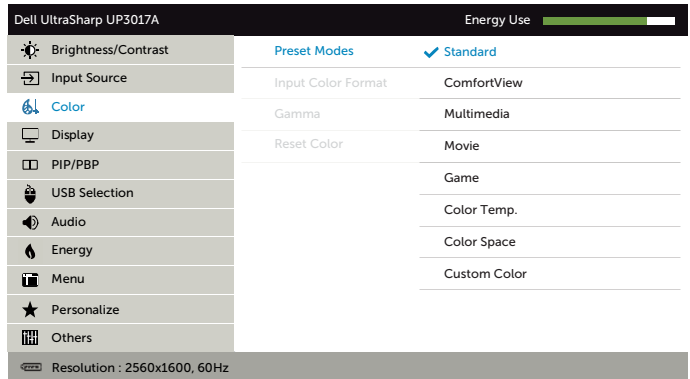 Dell UltraSharp UP3017A
Energy Use
Brightness/Contrast
Input Source
Color
Display
PIP/PBP
USB Selection
Audio
Energy
Menu
Personalize
Others
Preset Modes
Input Color Format
Gamma
Reset Color
Standard
ComfortView
Multimedia
Movie
Game
Color Temp.
Color Space
Custom Color
Resolution : 2560x1600, 60Hz